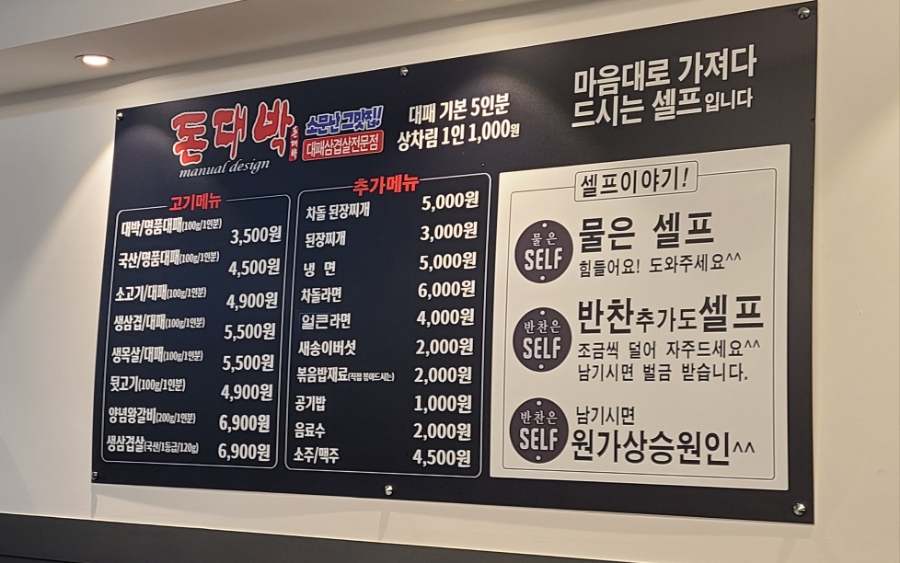 돈대박
manual design
소문난 고맛집!
대패삼겹살전문점
대패 기본 5인분
상차림 1인 1,000원
마음대로 가져다
드시는 셀프입니다
고기메뉴
대박/명품대패(100g/1인분) 3,500원
국산/명품대패(100g/1인분) 4,500원
소고기/대패(100g/1인분) 4,900원
생삼겹/대패(100g/1인분) 5,500원
생목살/대패(100g/1인분) 5,500원
뒷고기(100g/1인분) 4,900원
양념왕갈비(200g/1인분) 6,900원
생삼겹살(국산/1등급/120g) 6,900원
추가메뉴
차돌 된장찌개 5,000원
된장찌개 3,000원
냉 면 5,000원
차돌라면 6,000원
얼큰라면 4,000원
새송이버섯 2,000원
볶음밥재료(직접 볶아드시는) 2,000원
공기밥 1,000원
음료수 2,000원
소주/맥주 4,500원
셀프이야기!
물은
SELF
물은 셀프
힘들어요! 도와주세요^^
반찬은
SELF
반찬추가도셀프
조금씩 덜어 자주드세요^^
남기시면 벌금 받습니다.
반찬은
SELF
남기시면
원가상승원인^^